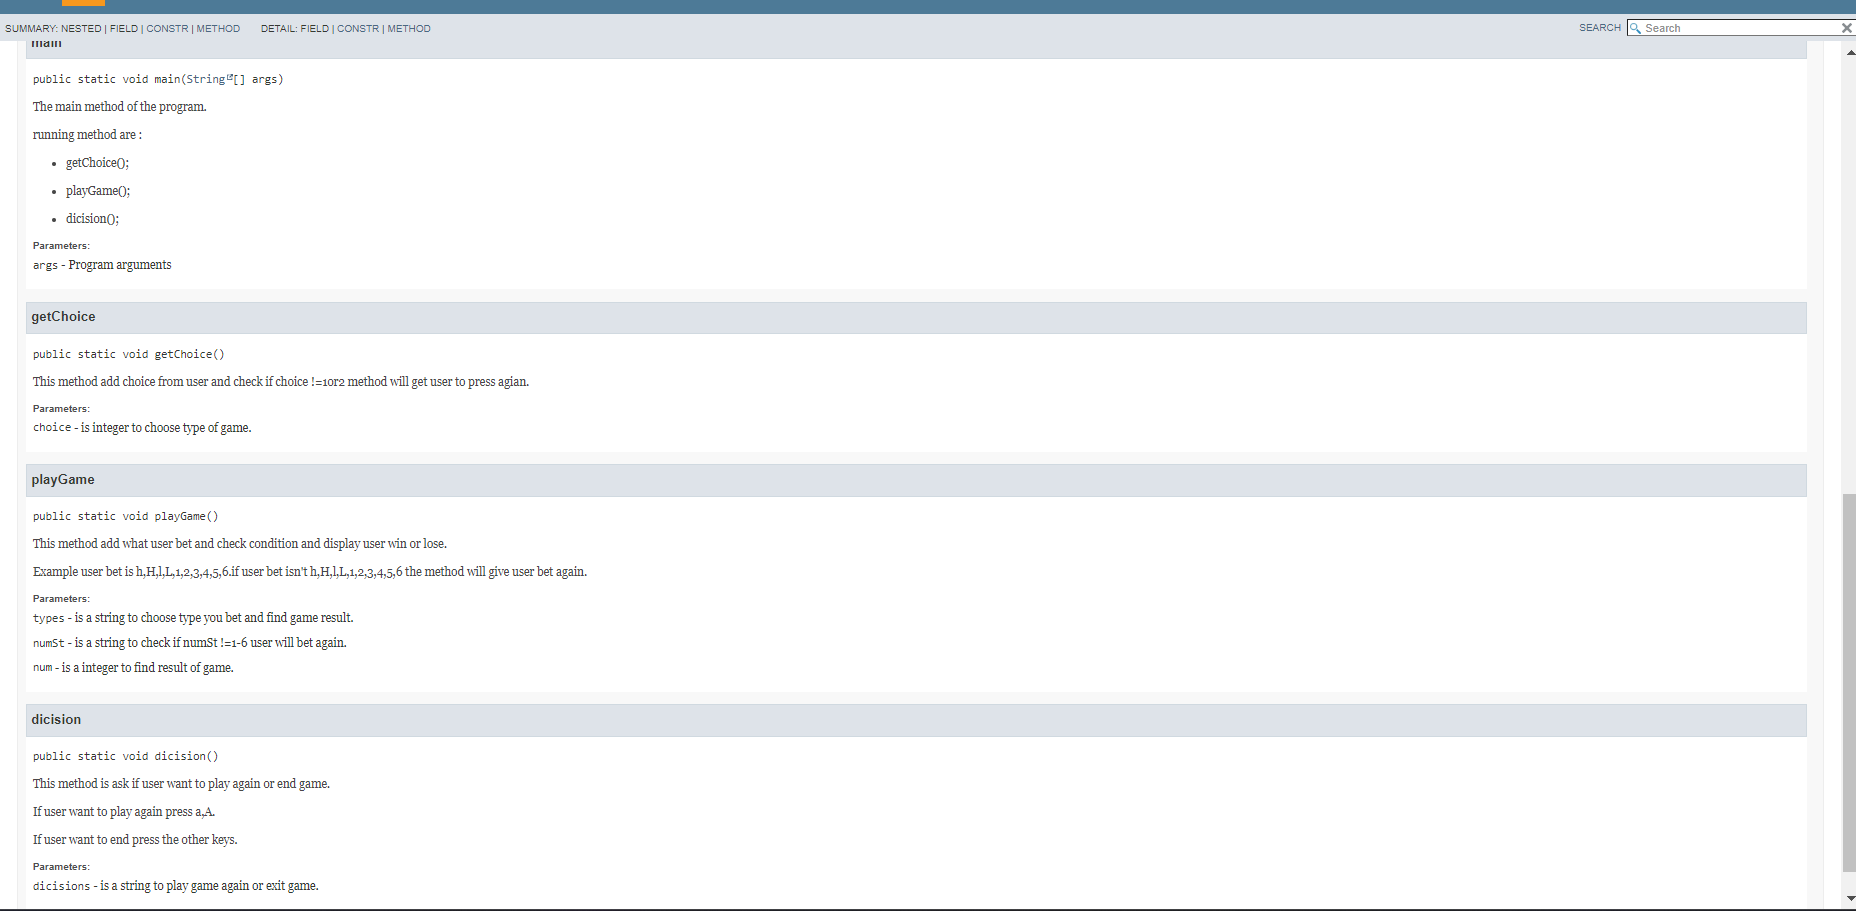 SUMMARY: NESTED | FIELD | CONSTR | METHOD DETAIL: FIELD | CONSTR | METHOD SEARCH Search
main
public static void main(String[] args)
The main method of the program.
running method are :
• getChoice();
• playGame();
• dicision();
Parameters:
args - Program arguments
getChoice
public static void getChoice()
This method add choice from user and check if choice !=1or2 method will get user to press agian.
Parameters:
choice - is integer to choose type of game.
playGame
public static void playGame()
This method add what user bet and check condition and display user win or lose.
Example user bet is h,H,l,L,1,2,3,4,5,6.if user bet isn't h,H,l,L,1,2,3,4,5,6 the method will give user bet again.
Parameters:
types - is a string to choose type you bet and find game result.
numSt - is a string to check if numSt !=1-6 user will bet again.
num - is a integer to find result of game.
dicision
public static void dicision()
This method is ask if user want to play again or end game.
If user want to play again press a,A.
If user want to end press the other keys.
Parameters:
dicisions - is a string to play game again or exit game.